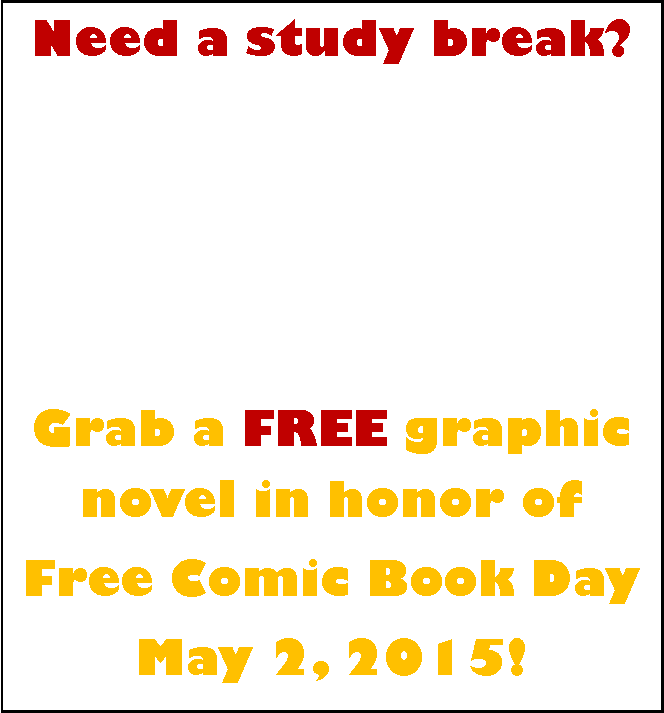 Need a study break?
Grab a FREE graphic
novel in honor of
Free Comic Book Day
May 2, 2015!